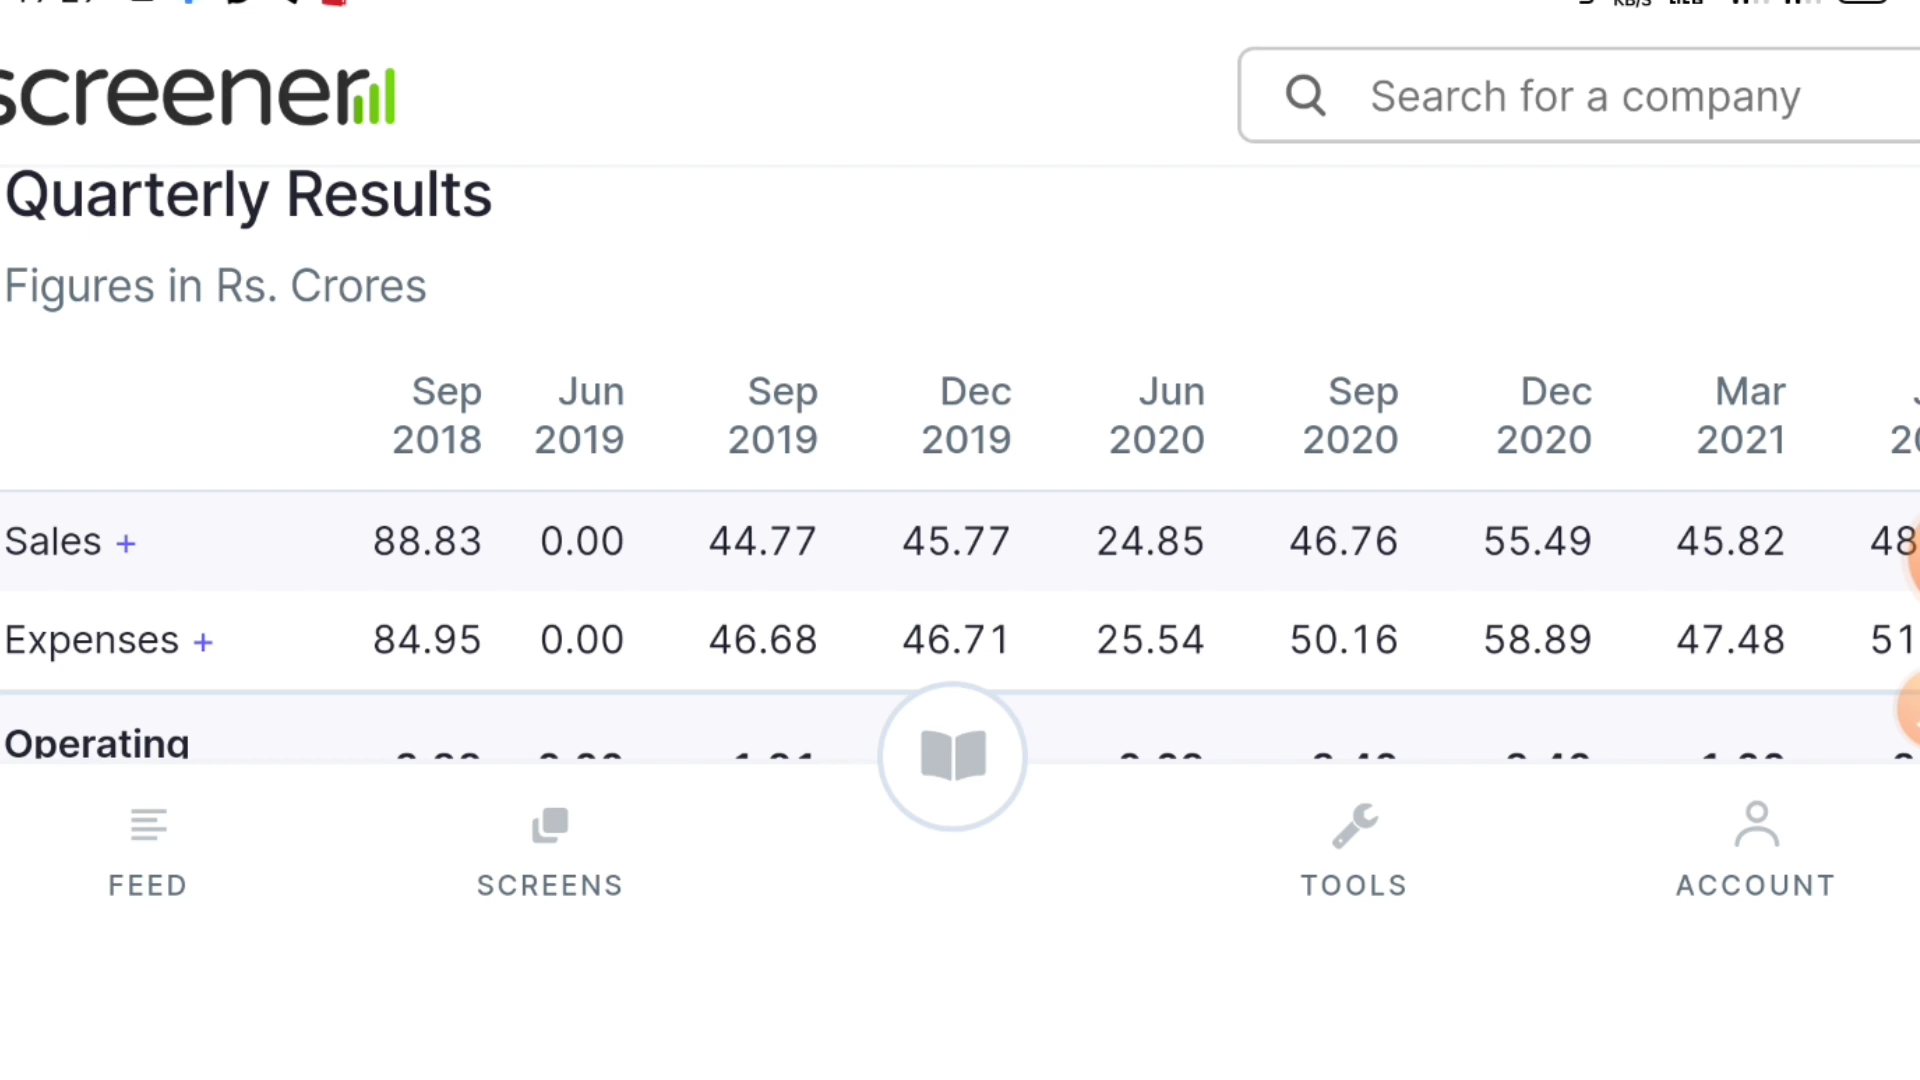 screener
Search for a company
Quarterly Results
Figures in Rs. Crores
Sep 2018 Jun 2019 Sep 2019 Dec 2019 Jun 2020 Sep 2020 Dec 2020 Mar 2021
Sales + 88.83 0.00 44.77 45.77 24.85 46.76 55.49 45.82 48
Expenses + 84.95 0.00 46.68 46.71 25.54 50.16 58.89 47.48 51
Operating
FEED SCREENS TOOLS ACCOUNT